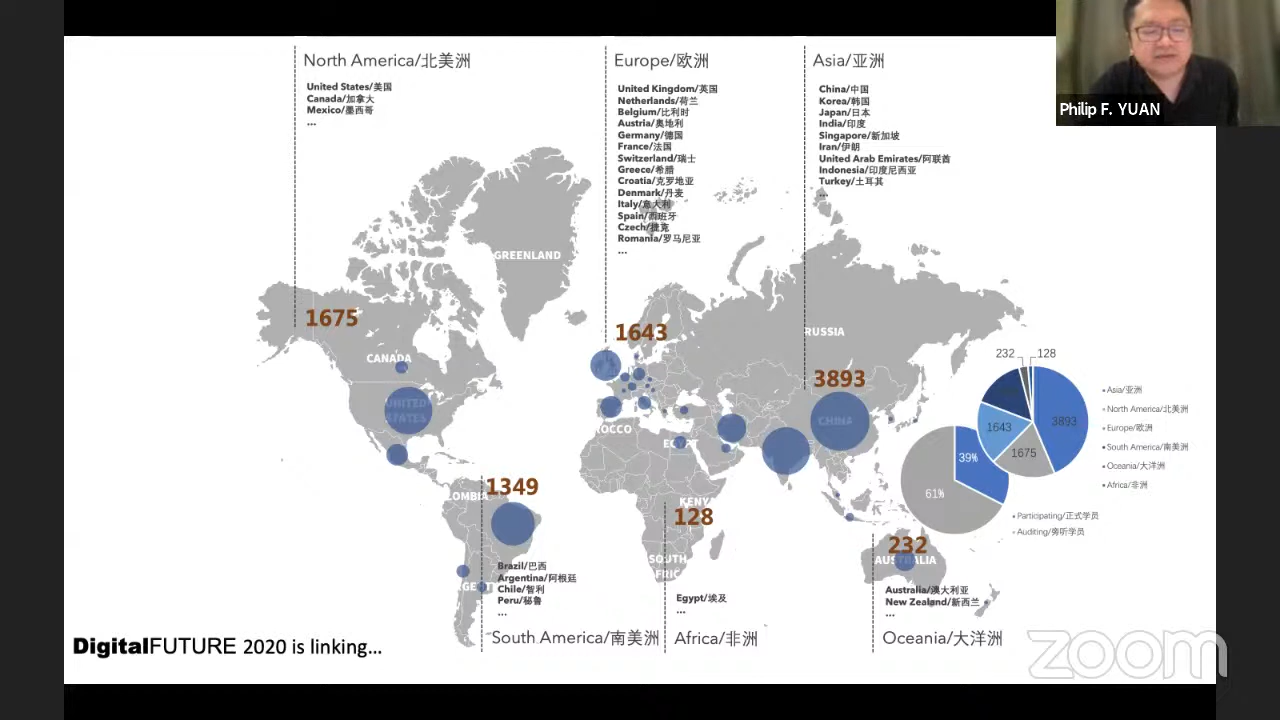 Philip F. YUAN
North America/北美洲
United States/美国
Canada/加拿大
Mexico/墨西哥
...
Europe/欧洲
United Kingdom/英国
Netherlands/荷兰
Belgium/比利时
Austria/奥地利
Germany/德国
France/法国
Switzerland/瑞士
Greece/希腊
Croatia/克罗地亚
Denmark/丹麦
Italy/意大利
Spain/西班牙
Czech/捷克
Romania/罗马尼亚
...
Asia/亚洲
China/中国
Korea/韩国
Japan/日本
India/印度
Singapore/新加坡
Iran/伊朗
United Arab Emirates/阿联酋
Indonesia/印度尼西亚
Turkey/土耳其
...
GREENLAND
1675
1643
RUSSIA
CANADA
3893
UNITED
STATES
CHINA
ROCCO
EGYPT
LOMBIA
1349
KENYA
128
SOUTH
AFRIC
232
AUSTRALIA
RGE
Brazil/巴西
Argentina/阿根廷
Chile/智利
Peru/秘鲁
...
Egypt/埃及
...
Australia/澳大利亚
New Zealand/新西兰
...
South America/南美洲
Africa/非洲
Oceania/大洋洲
232
128
3893
1643
1675
39%
61%
Asia/亚洲
North America/北美洲
Europe/欧洲
South America/南美洲
Oceania/大洋洲
Africa/非洲
Participating/正式学员
Auditing/旁听学员
DigitalFUTURE 2020 is linking...
zoom